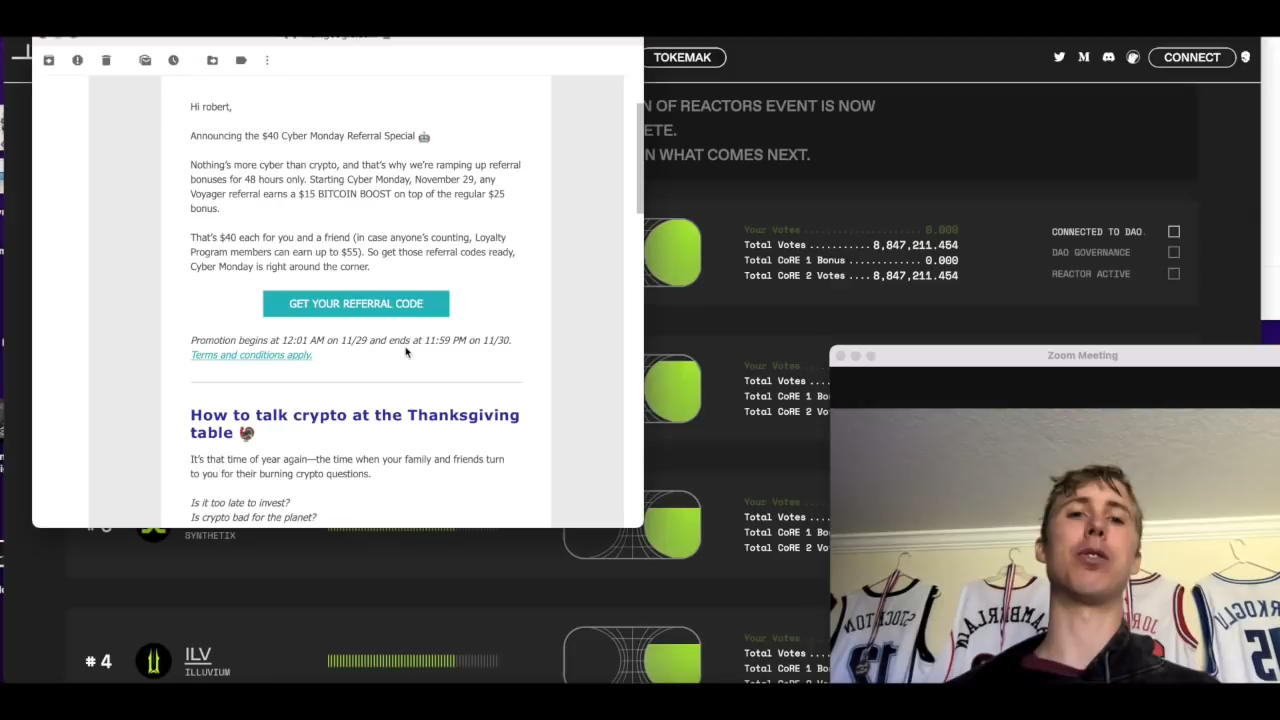 TOKEMAK
CONNECT
Hi robert,
Announcing the $40 Cyber Monday Referral Special
Nothing's more cyber than crypto, and that's why we're ramping up referral
bonuses for 48 hours only. Starting Cyber Monday, November 29, any
Voyager referral earns a $15 BITCOIN BOOST on top of the regular $25
bonus.
That's $40 each for you and a friend (in case anyone's counting, Loyalty
Program members can earn up to $55). So get those referral codes ready,
Cyber Monday is right around the corner.
GET YOUR REFERRAL CODE
Promotion begins at 12:01 AM on 11/29 and ends at 11:59 PM on 11/30.
Terms and conditions apply.
How to talk crypto at the Thanksgiving
table
It's that time of year again—the time when your family and friends turn
to you for their burning crypto questions.
Is it too late to invest?
Is crypto bad for the planet?
N OF REACTORS EVENT IS NOW
ETE.
N WHAT COMES NEXT.
Your Votes ..................... 0.000
Total Votes ........... 8,847,211.454
Total CoRE 1 Bonus ............. 0.000
Total CoRE 2 Votes .... 8,847,211.454
CONNECTED TO DAO
DAO GOVERNANCE
REACTOR ACTIVE
Your Votes
Total Votes ....
Total CoRE 1 Bo
Total CoRE 2 V
Your Votes
Total Votes ....
Total CoRE 1 Bo
Total CoRE 2 Vo
SYNTHETIX
#4
ILV
ILLUVIUM
Your Votes
Total Votes ....
Total CoRE 1 Bo
Zoom Meeting
STOCKTON
12